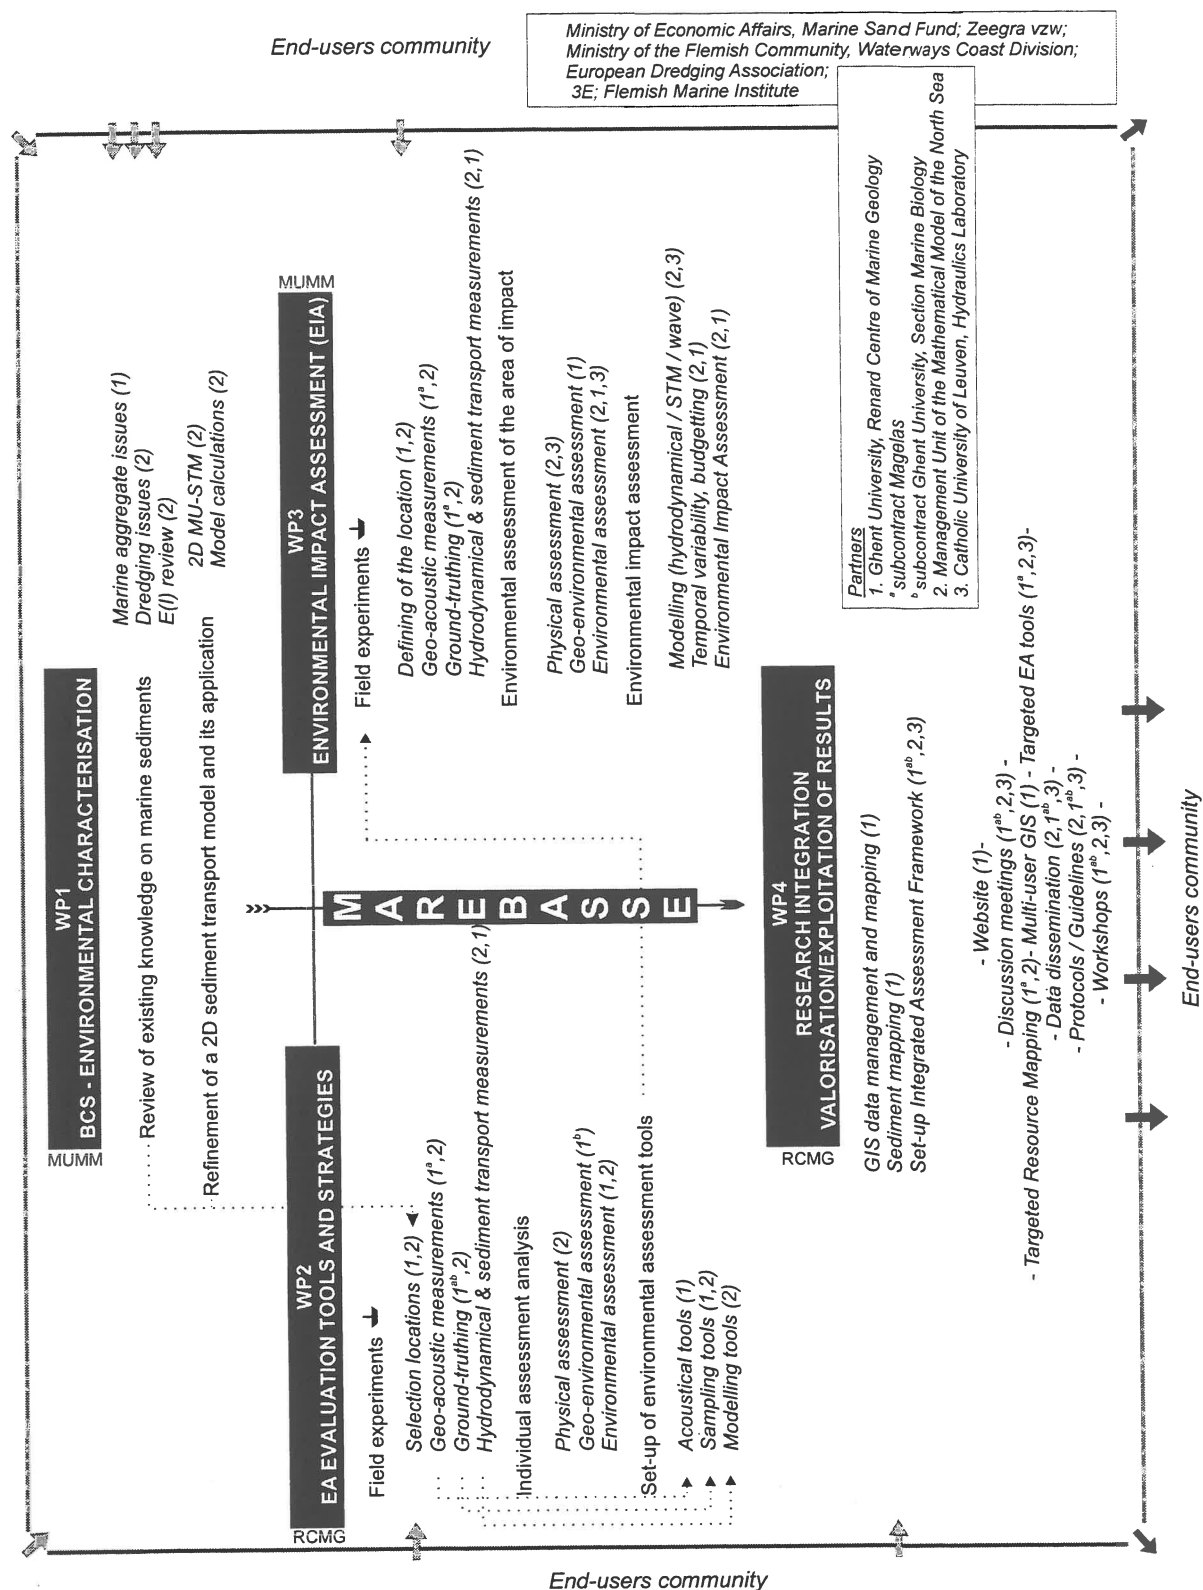 End-users community
Ministry of Economic Affairs, Marine Sand Fund; Zeegra vzw;
Ministry of the Flemish Community, Waterways Coast Division;
European Dredging Association;
3E; Flemish Marine Institute
MUMM
WP1
BCS - ENVIRONMENTAL CHARACTERISATION
Review of existing knowledge on marine sediments
Marine aggregate issues (1)
Dredging issues (2)
E(I) review (2)
Refinement of a 2D sediment transport model and its application
2D MU-STM (2)
Model calculations (2)
RCMG
WP2
EA EVALUATION TOOLS AND STRATEGIES
Field experiments
Selection locations (1,2)
Geo-acoustic measurements (1ª,2)
Ground-truthing (1ªᵇ,2)
Hydrodynamical & sediment transport measurements (2,1)
Individual assessment analysis
Physical assessment (2)
Geo-environmental assessment (1ᵇ)
Environmental assessment (1,2)
Set-up of environmental assessment tools
Acoustical tools (1)
Sampling tools (1,2)
Modelling tools (2)
MAREBASSE
MUMM
WP3
ENVIRONMENTAL IMPACT ASSESSMENT (EIA)
Field experiments
Defining of the location (1,2)
Geo-acoustic measurements (1ª,2)
Ground-truthing (1ª,2)
Hydrodynamical & sediment transport measurements (2,1)
Environmental assessment of the area of impact
Physical assessment (2,3)
Geo-environmental assessment (1)
Environmental assessment (2,1,3)
Environmental impact assessment
Modelling (hydrodynamical / STM / wave) (2,3)
Temporal variability, budgetting (2,1)
Environmental Impact Assessment (2,1)
RCMG
WP4
RESEARCH INTEGRATION
VALORISATION/EXPLOITATION OF RESULTS
GIS data management and mapping (1)
Sediment mapping (1)
Set-up Integrated Assessment Framework (1ªᵇ,2,3)
- Website (1)-
- Discussion meetings (1ªᵇ,2,3) -
- Targeted Resource Mapping (1ª,2)- Multi-user GIS (1) - Targeted EA tools (1ª,2,3)-
- Data dissemination (2,1ªᵇ,3) -
- Protocols / Guidelines (2,1ªᵇ,3) -
- Workshops (1ªᵇ,2,3) -
Partners
1. Ghent University, Renard Centre of Marine Geology
ª subcontract Magelas
ᵇ subcontract Ghent University, Section Marine Biology
2. Management Unit of the Mathematical Model of the North Sea
3. Catholic University of Leuven, Hydraulics Laboratory
End-users community
End-users community